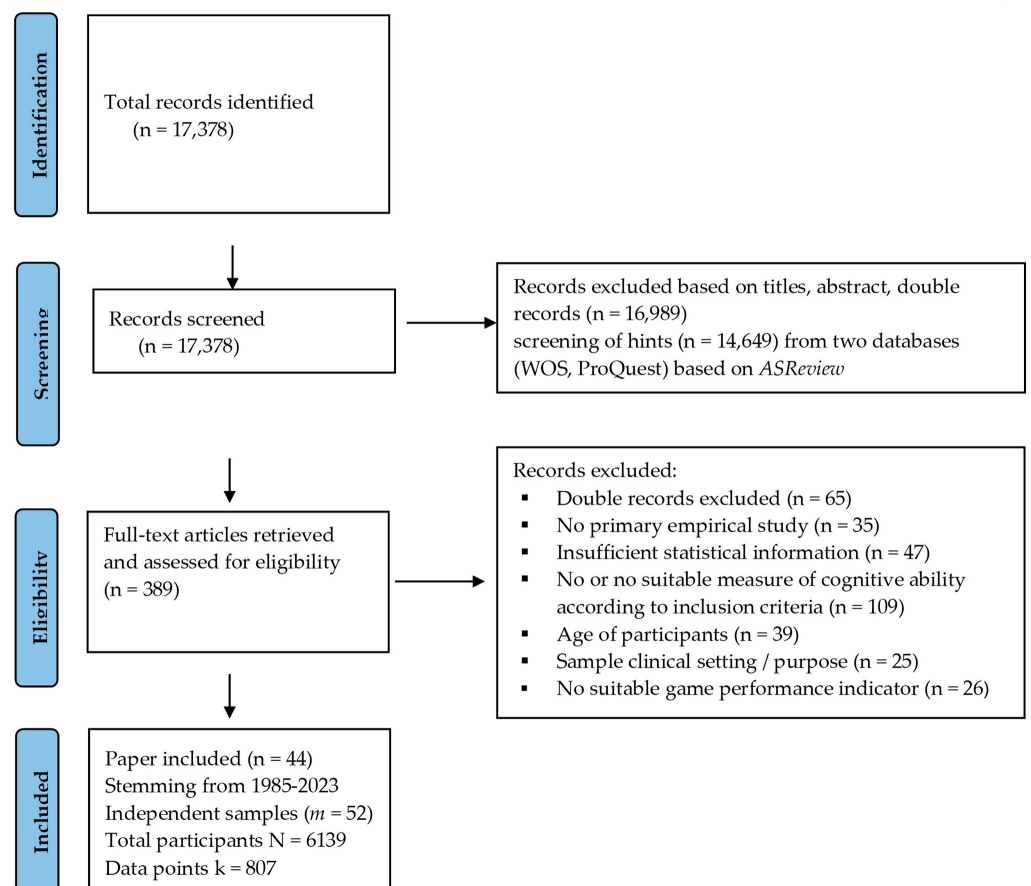 Identification
Total records identified
(n = 17,378)
Screening
Records screened
(n = 17,378)
Records excluded based on titles, abstract, double
records (n = 16,989)
screening of hints (n = 14,649) from two databases
(WOS, ProQuest) based on ASReview
Eligibility
Full-text articles retrieved
and assessed for eligibility
(n = 389)
Records excluded:
▪ Double records excluded (n = 65)
▪ No primary empirical study (n = 35)
▪ Insufficient statistical information (n = 47)
▪ No or no suitable measure of cognitive ability
according to inclusion criteria (n = 109)
▪ Age of participants (n = 39)
▪ Sample clinical setting / purpose (n = 25)
▪ No suitable game performance indicator (n = 26)
Included
Paper included (n = 44)
Stemming from 1985-2023
Independent samples (m = 52)
Total participants N = 6139
Data points k = 807